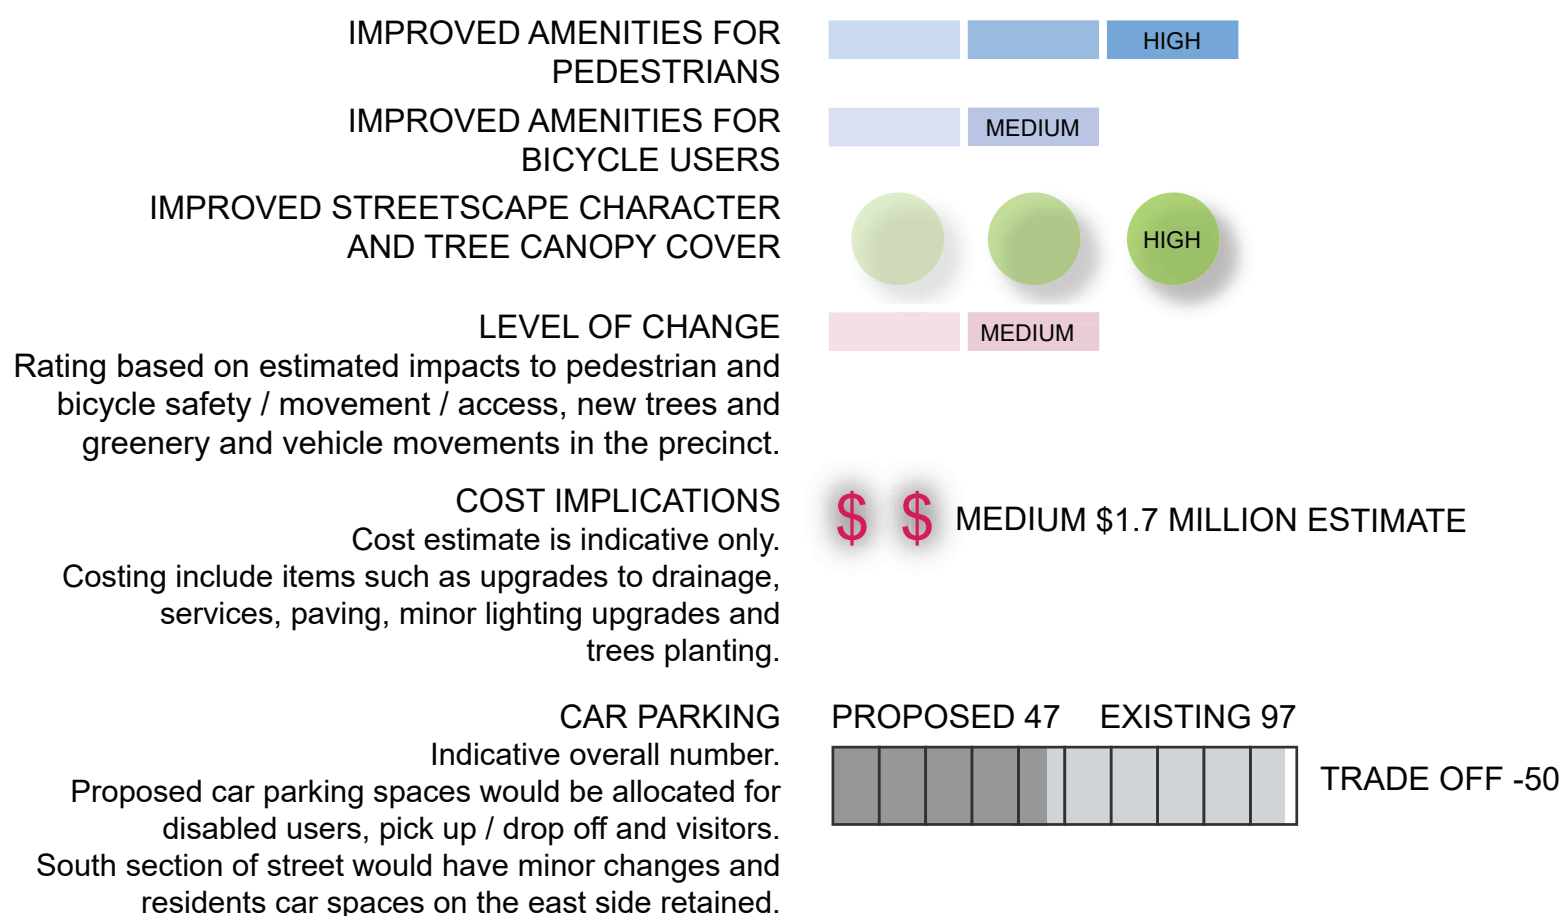 IMPROVED AMENITIES FOR
PEDESTRIANS
HIGH
IMPROVED AMENITIES FOR
BICYCLE USERS
MEDIUM
IMPROVED STREETSCAPE CHARACTER
AND TREE CANOPY COVER
HIGH
LEVEL OF CHANGE
MEDIUM
Rating based on estimated impacts to pedestrian and
bicycle safety / movement / access, new trees and
greenery and vehicle movements in the precinct.
COST IMPLICATIONS
$ $ MEDIUM $1.7 MILLION ESTIMATE
Cost estimate is indicative only.
Costing include items such as upgrades to drainage,
services, paving, minor lighting upgrades and
trees planting.
CAR PARKING
PROPOSED 47 EXISTING 97
TRADE OFF -50
Indicative overall number.
Proposed car parking spaces would be allocated for
disabled users, pick up / drop off and visitors.
South section of street would have minor changes and
residents car spaces on the east side retained.